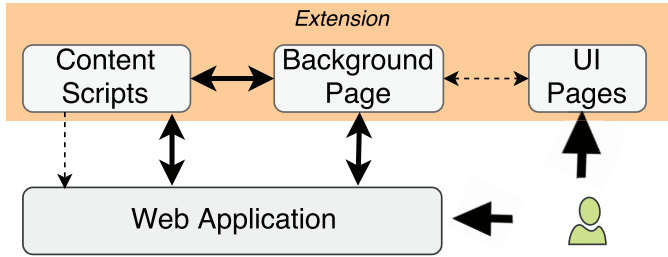 Extension
Content
Scripts
Background
Page
UI
Pages
Web Application